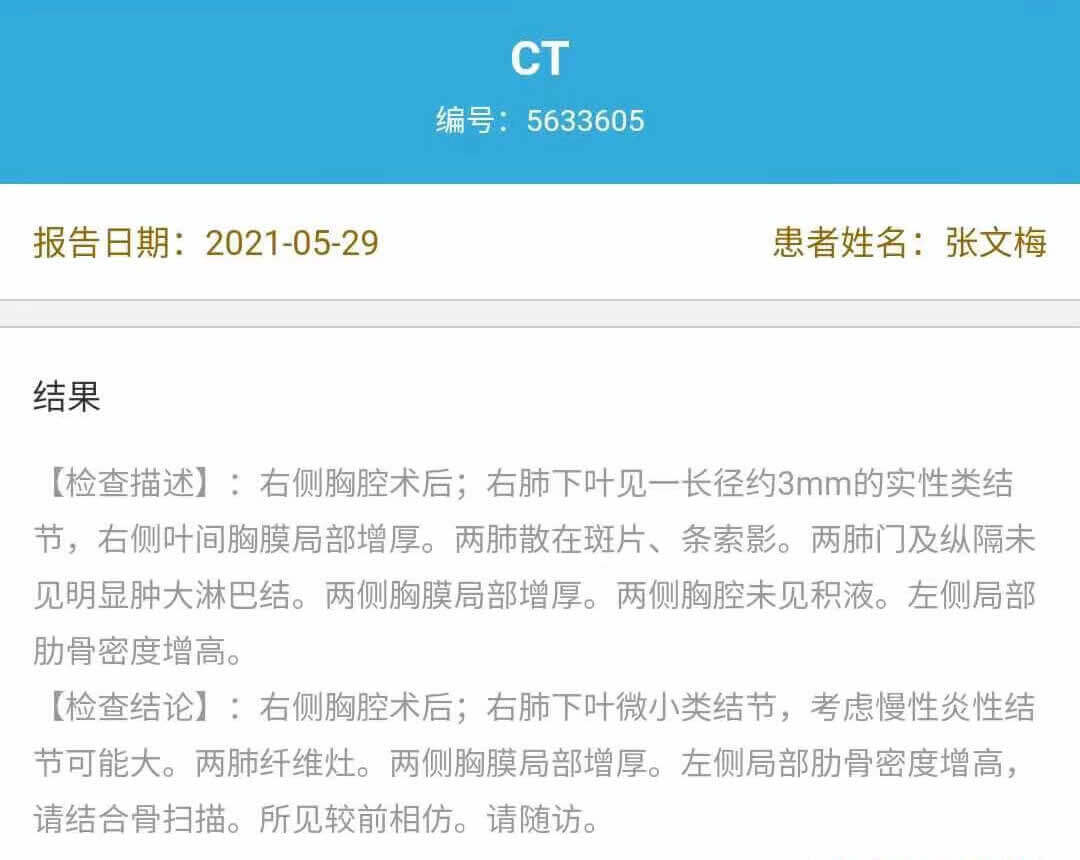 CT
编号：5633605
报告日期：2021-05-29
患者姓名：张文梅
结果
【检查描述】：右侧胸腔术后；右肺下叶见一长径约3mm的实性类结
节，右侧叶间胸膜局部增厚。两肺散在斑片、条索影。两肺门及纵隔未
见明显肿大淋巴结。两侧胸膜局部增厚。两侧胸腔未见积液。左侧局部
肋骨密度增高。
【检查结论】：右侧胸腔术后；右肺下叶微小类结节，考虑慢性炎性结
节可能大。两肺纤维灶。两侧胸膜局部增厚。左侧局部肋骨密度增高，
请结合骨扫描。所见较前相仿。请随访。